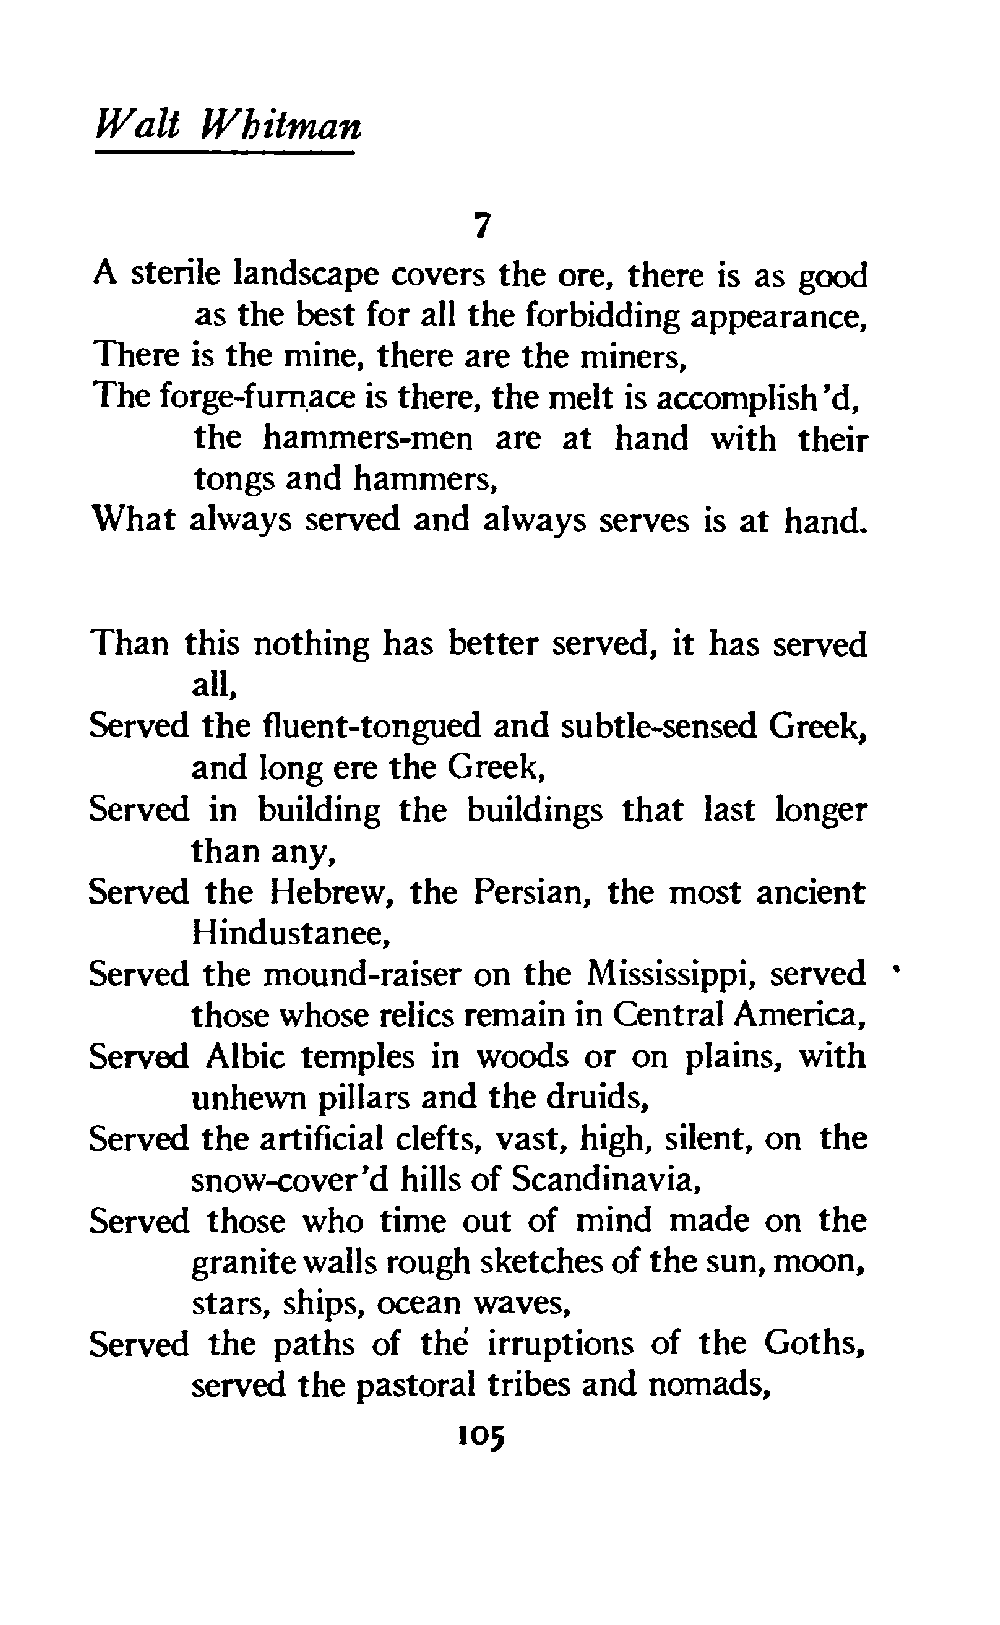 Walt Whitman
7
A sterile landscape covers the ore, there is as good
as the best for all the forbidding appearance,
There is the mine, there are the miners,
The forge-furnace is there, the melt is accomplish'd,
the hammers-men are at hand with their
tongs and hammers,
What always served and always serves is at hand.
Than this nothing has better served, it has served
all,
Served the fluent-tongued and subtle-sensed Greek,
and long ere the Greek,
Served in building the buildings that last longer
than any,
Served the Hebrew, the Persian, the most ancient
Hindustanee,
Served the mound-raiser on the Mississippi, served
those whose relics remain in Central America,
Served Albic temples in woods or on plains, with
unhewn pillars and the druids,
Served the artificial clefts, vast, high, silent, on the
snow-cover'd hills of Scandinavia,
Served those who time out of mind made on the
granite walls rough sketches of the sun, moon,
stars, ships, ocean waves,
Served the paths of the irruptions of the Goths,
served the pastoral tribes and nomads,
105